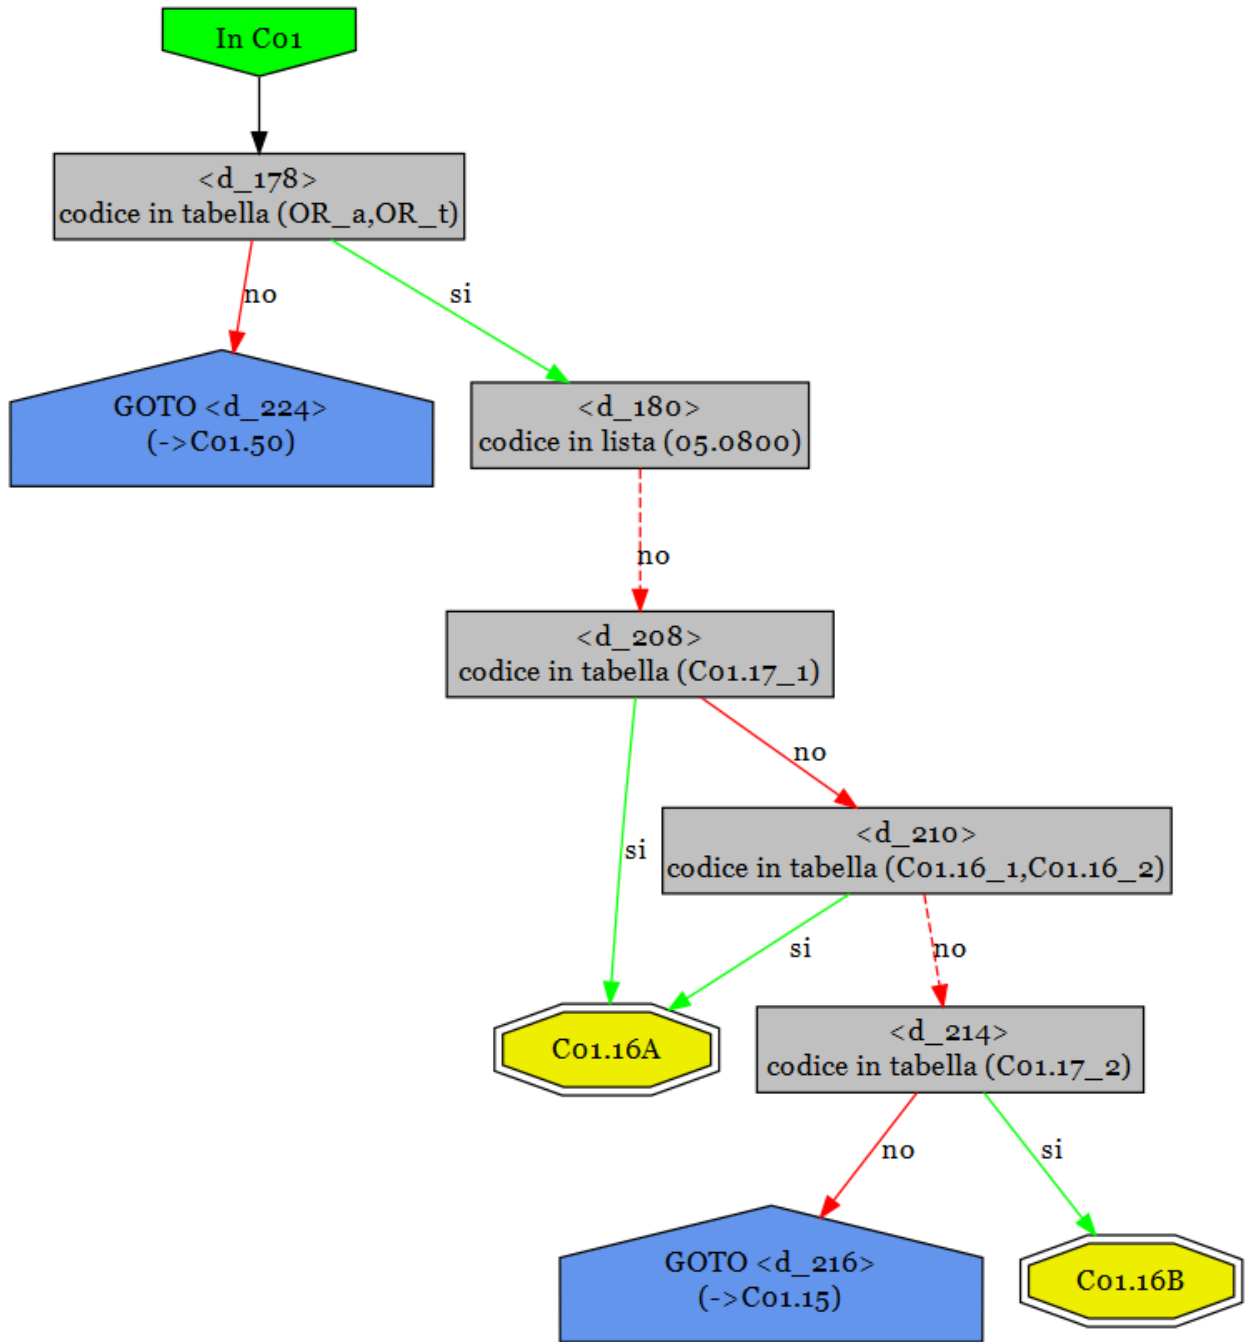 In C01
<d_178>
codice in tabella (OR_a,OR_t)
no
si
GOTO <d_224>
(->C01.50)
<d_180>
codice in lista (05.0800)
no
<d_208>
codice in tabella (C01.17_1)
no
si
<d_210>
codice in tabella (C01.16_1,C01.16_2)
si
no
C01.16A
<d_214>
codice in tabella (C01.17_2)
no
si
GOTO <d_216>
(->C01.15)
C01.16B